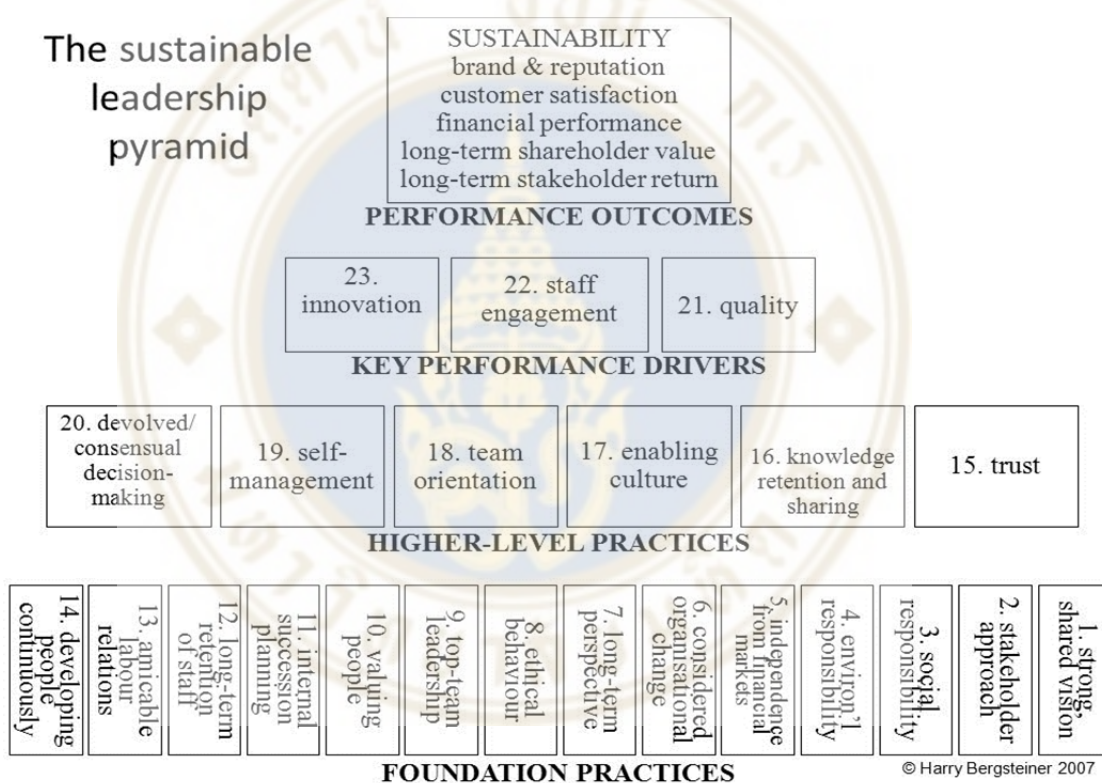 The sustainable
leadership
pyramid
SUSTAINABILITY
brand & reputation
customer satisfaction
financial performance
long-term shareholder value
long-term stakeholder return
PERFORMANCE OUTCOMES
23.
innovation
22. staff
engagement
21. quality
KEY PERFORMANCE DRIVERS
20. devolved/
consensual
decision-
making
19. self-
management
18. team
orientation
17. enabling
culture
16. knowledge
retention and
sharing
15. trust
HIGHER-LEVEL PRACTICES
14. developing
people
continuously
13. amicable
labour
relations
12. long-term
retention
of staff
11. internal
succession
planning
10. valuing
people
9. top-team
leadership
8. ethical
behaviour
7. long-term
perspective
6. considered
organisational
change
5. independence
from financial
markets
4. environ'l
responsibility
3. social
responsibility
2. stakeholder
approach
1. strong,
shared vision
FOUNDATION PRACTICES
© Harry Bergsteiner 2007